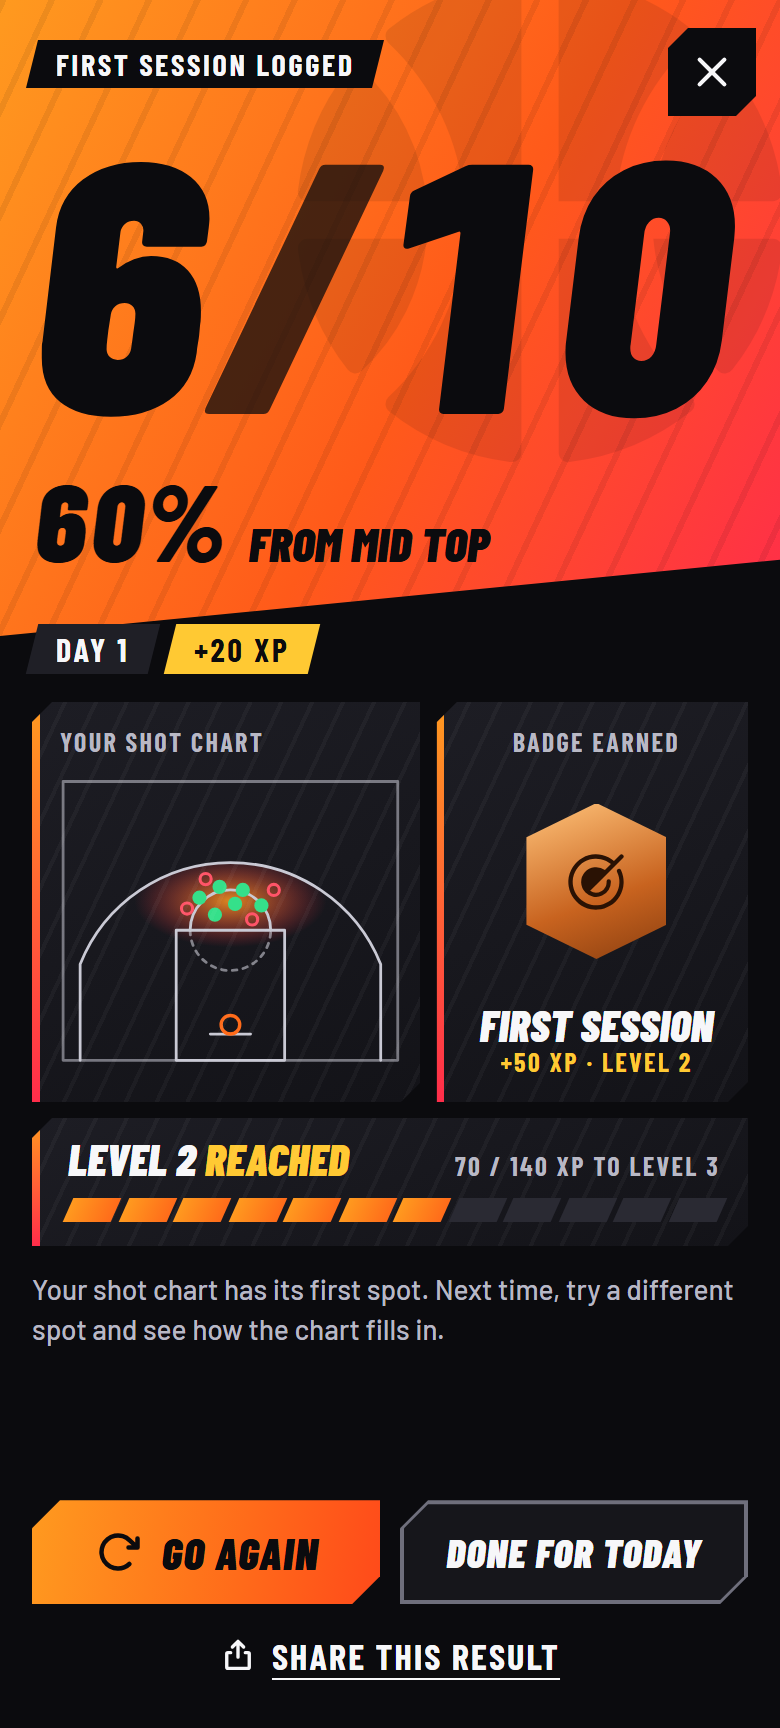 FIRST SESSION LOGGED
6/10
60% FROM MID TOP
DAY 1
+20 XP
YOUR SHOT CHART
BADGE EARNED
FIRST SESSION
+50 XP · LEVEL 2
LEVEL 2 REACHED
70 / 140 XP TO LEVEL 3
Your shot chart has its first spot. Next time, try a different
spot and see how the chart fills in.
GO AGAIN
DONE FOR TODAY
SHARE THIS RESULT